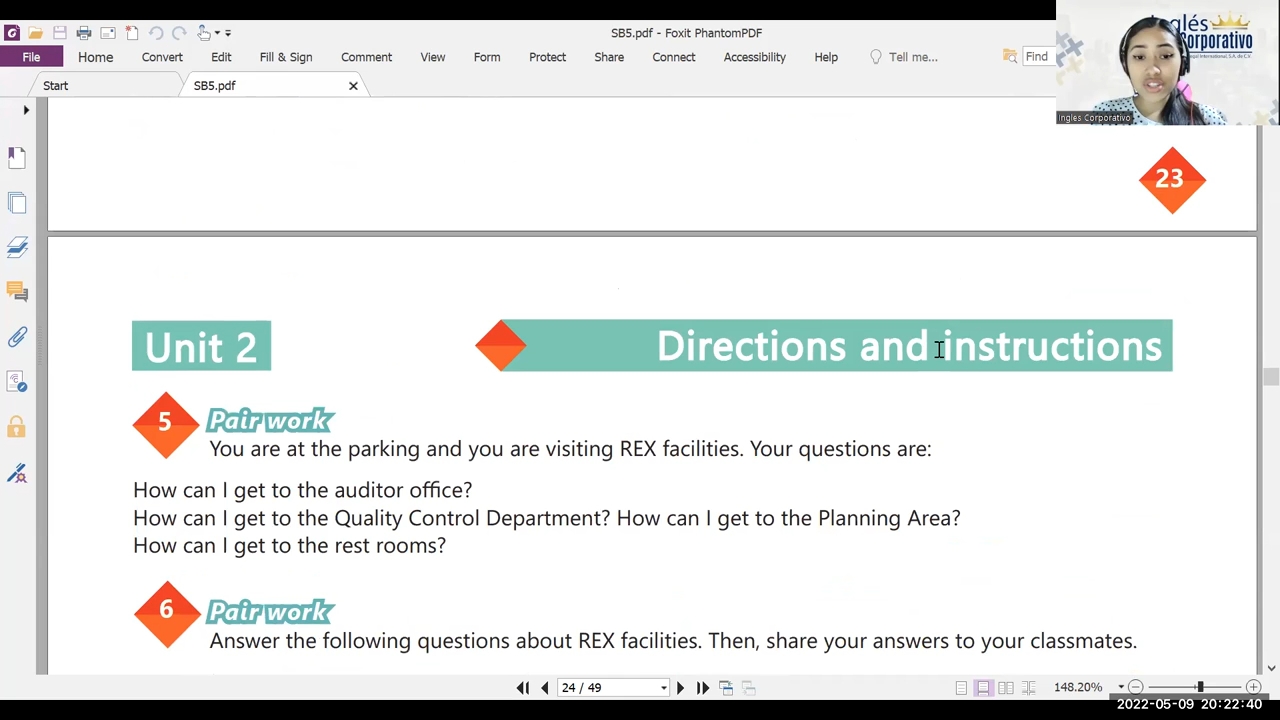 SB5.pdf - Foxit PhantomPDF
File Home Convert Edit Fill & Sign Comment View Form Protect Share Connect Accessibility Help Tell me... Find
Start SB5.pdf
Inglés
Corporativo
Ingles Corporativo
23
Unit 2 Directions and instructions
5 Pair work
You are at the parking and you are visiting REX facilities. Your questions are:
How can I get to the auditor office?
How can I get to the Quality Control Department? How can I get to the Planning Area?
How can I get to the rest rooms?
6 Pair work
Answer the following questions about REX facilities. Then, share your answers to your classmates.
24 / 49 148.20%
2022-05-09 20:22:40